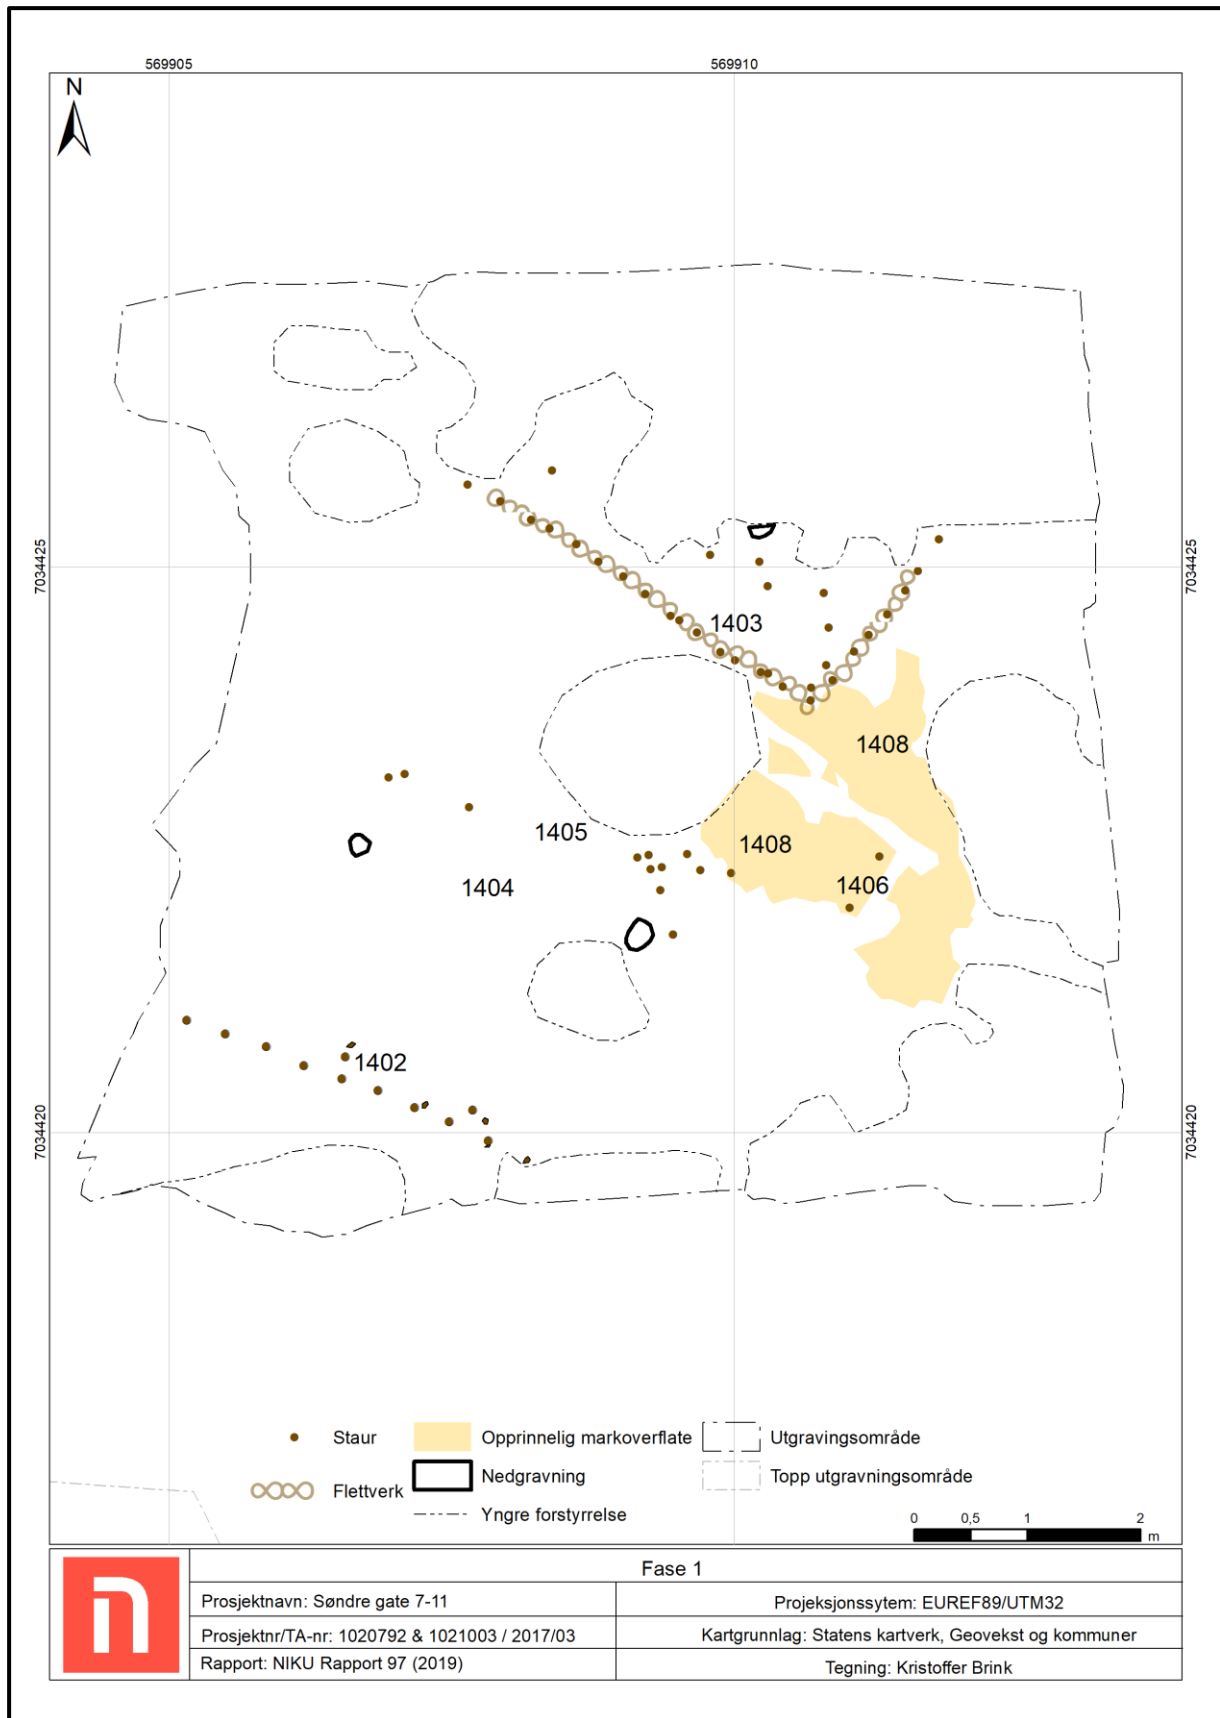 569905 569910
N
7034425 7034425
1403
1408
1405
1408
1404
1406
1402
7034420 7034420
Staur Opprinnelig markoverflate Utgravingsområde
Nedgravning Topp utgravningsområde
Flettverk
Yngre forstyrrelse
0 0,5 1 2
m
Fase 1
Prosjektnavn: Søndre gate 7-11 Projeksjonssytem: EUREF89/UTM32
Prosjektnr/TA-nr: 1020792 & 1021003 / 2017/03 Kartgrunnlag: Statens kartverk, Geovekst og kommuner
Rapport: NIKU Rapport 97 (2019) Tegning: Kristoffer Brink